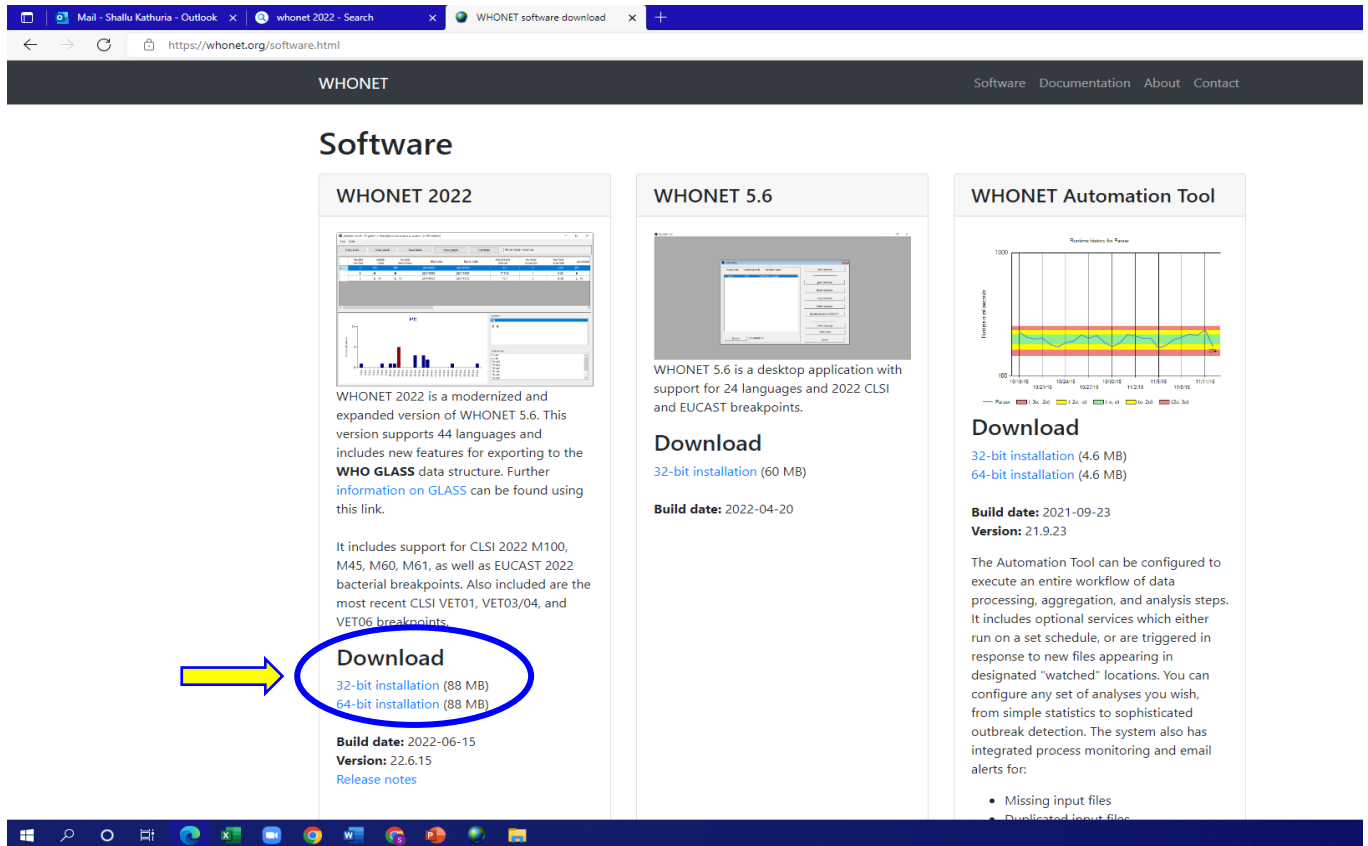 Mail - Shallu Kathuria - Outlook
whonet 2022 - Search
WHONET software download
https://whonet.org/software.html
WHONET
Software Documentation About Contact
Software
WHONET 2022
WHONET 2022 is a modernized and
expanded version of WHONET 5.6. This
version supports 44 languages and
includes new features for exporting to the
WHO GLASS data structure. Further
information on GLASS can be found using
this link.
It includes support for CLSI 2022 M100,
M45, M60, M61, as well as EUCAST 2022
bacterial breakpoints. Also included are the
most recent CLSI VET01, VET03/04, and
VET06 breakpoints.
Download
32-bit installation (88 MB)
64-bit installation (88 MB)
Build date: 2022-06-15
Version: 22.6.15
Release notes
WHONET 5.6
WHONET 5.6 is a desktop application with
support for 24 languages and 2022 CLSI
and EUCAST breakpoints.
Download
32-bit installation (60 MB)
Build date: 2022-04-20
WHONET Automation Tool
Runtime history for Parser
1000
Runtime in milliseconds
100
Download
32-bit installation (4.6 MB)
64-bit installation (4.6 MB)
Build date: 2021-09-23
Version: 21.9.23
The Automation Tool can be configured to
execute an entire workflow of data
processing, aggregation, and analysis steps.
It includes optional services which either
run on a set schedule, or are triggered in
response to new files appearing in
designated "watched" locations. You can
configure any set of analyses you wish,
from simple statistics to sophisticated
outbreak detection. The system also has
integrated process monitoring and email
alerts for:
• Missing input files
• Duplicated input files